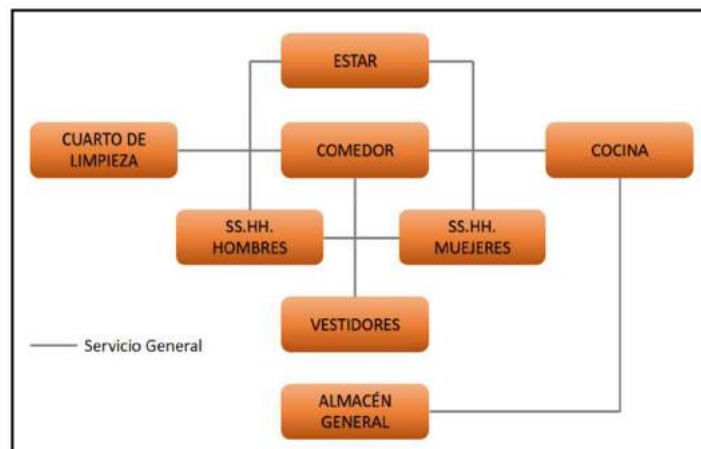 ESTAR
CUARTO DE
LIMPIEZA
COMEDOR
COCINA
SS.HH.
HOMBRES
SS.HH.
MUEJERES
VESTIDORES
Servicio General
ALMACÉN
GENERAL